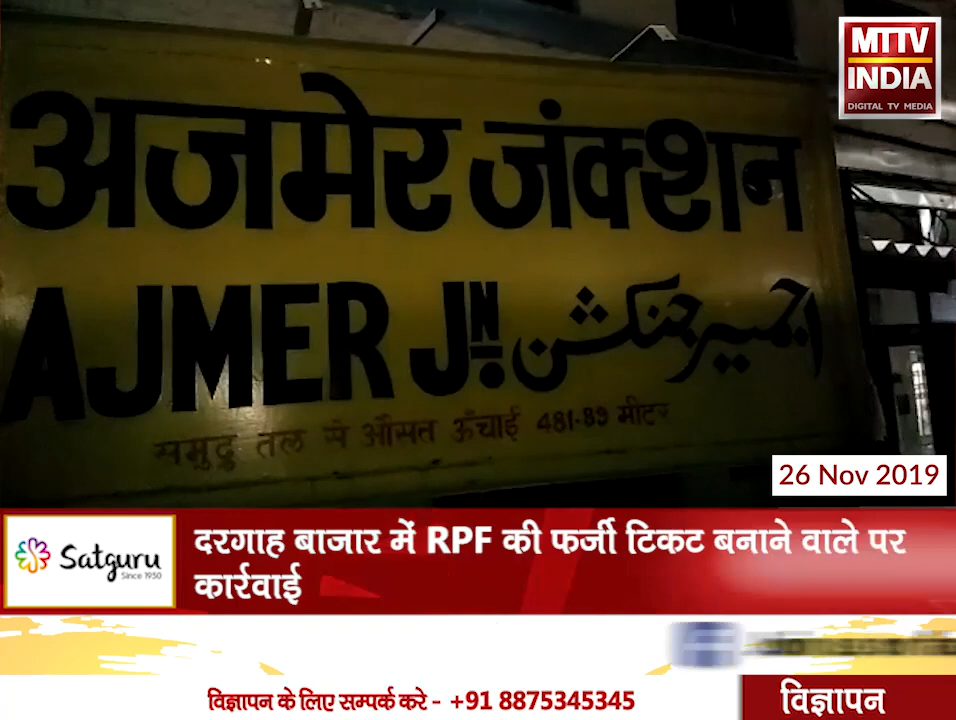 MTTV
INDIA
DIGITAL TV MEDIA
अजमेर जंक्शन
AJMER JN. اجمیر جنکشن
समुद्र तल से औसत ऊँचाई 481.89 मीटर
26 Nov 2019
Satguru
Since 1950
दरगाह बाजार में RPF की फर्जी टिकट बनाने वाले पर
कार्रवाई
विज्ञापन के लिए सम्पर्क करे - +91 8875345345
विज्ञापन